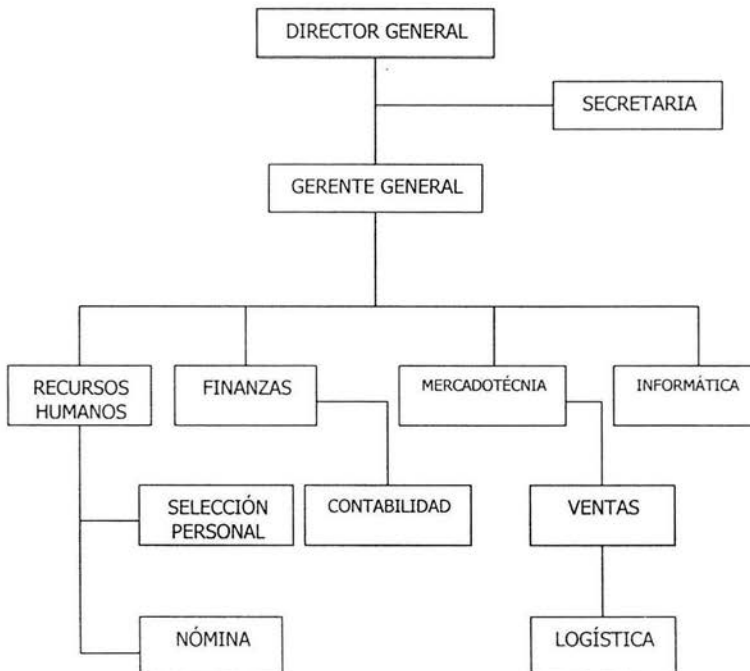 DIRECTOR GENERAL
SECRETARIA
GERENTE GENERAL
RECURSOS
HUMANOS
FINANZAS
MERCADOTÉCNIA
INFORMÁTICA
SELECCIÓN
PERSONAL
CONTABILIDAD
VENTAS
NÓMINA
LOGÍSTICA